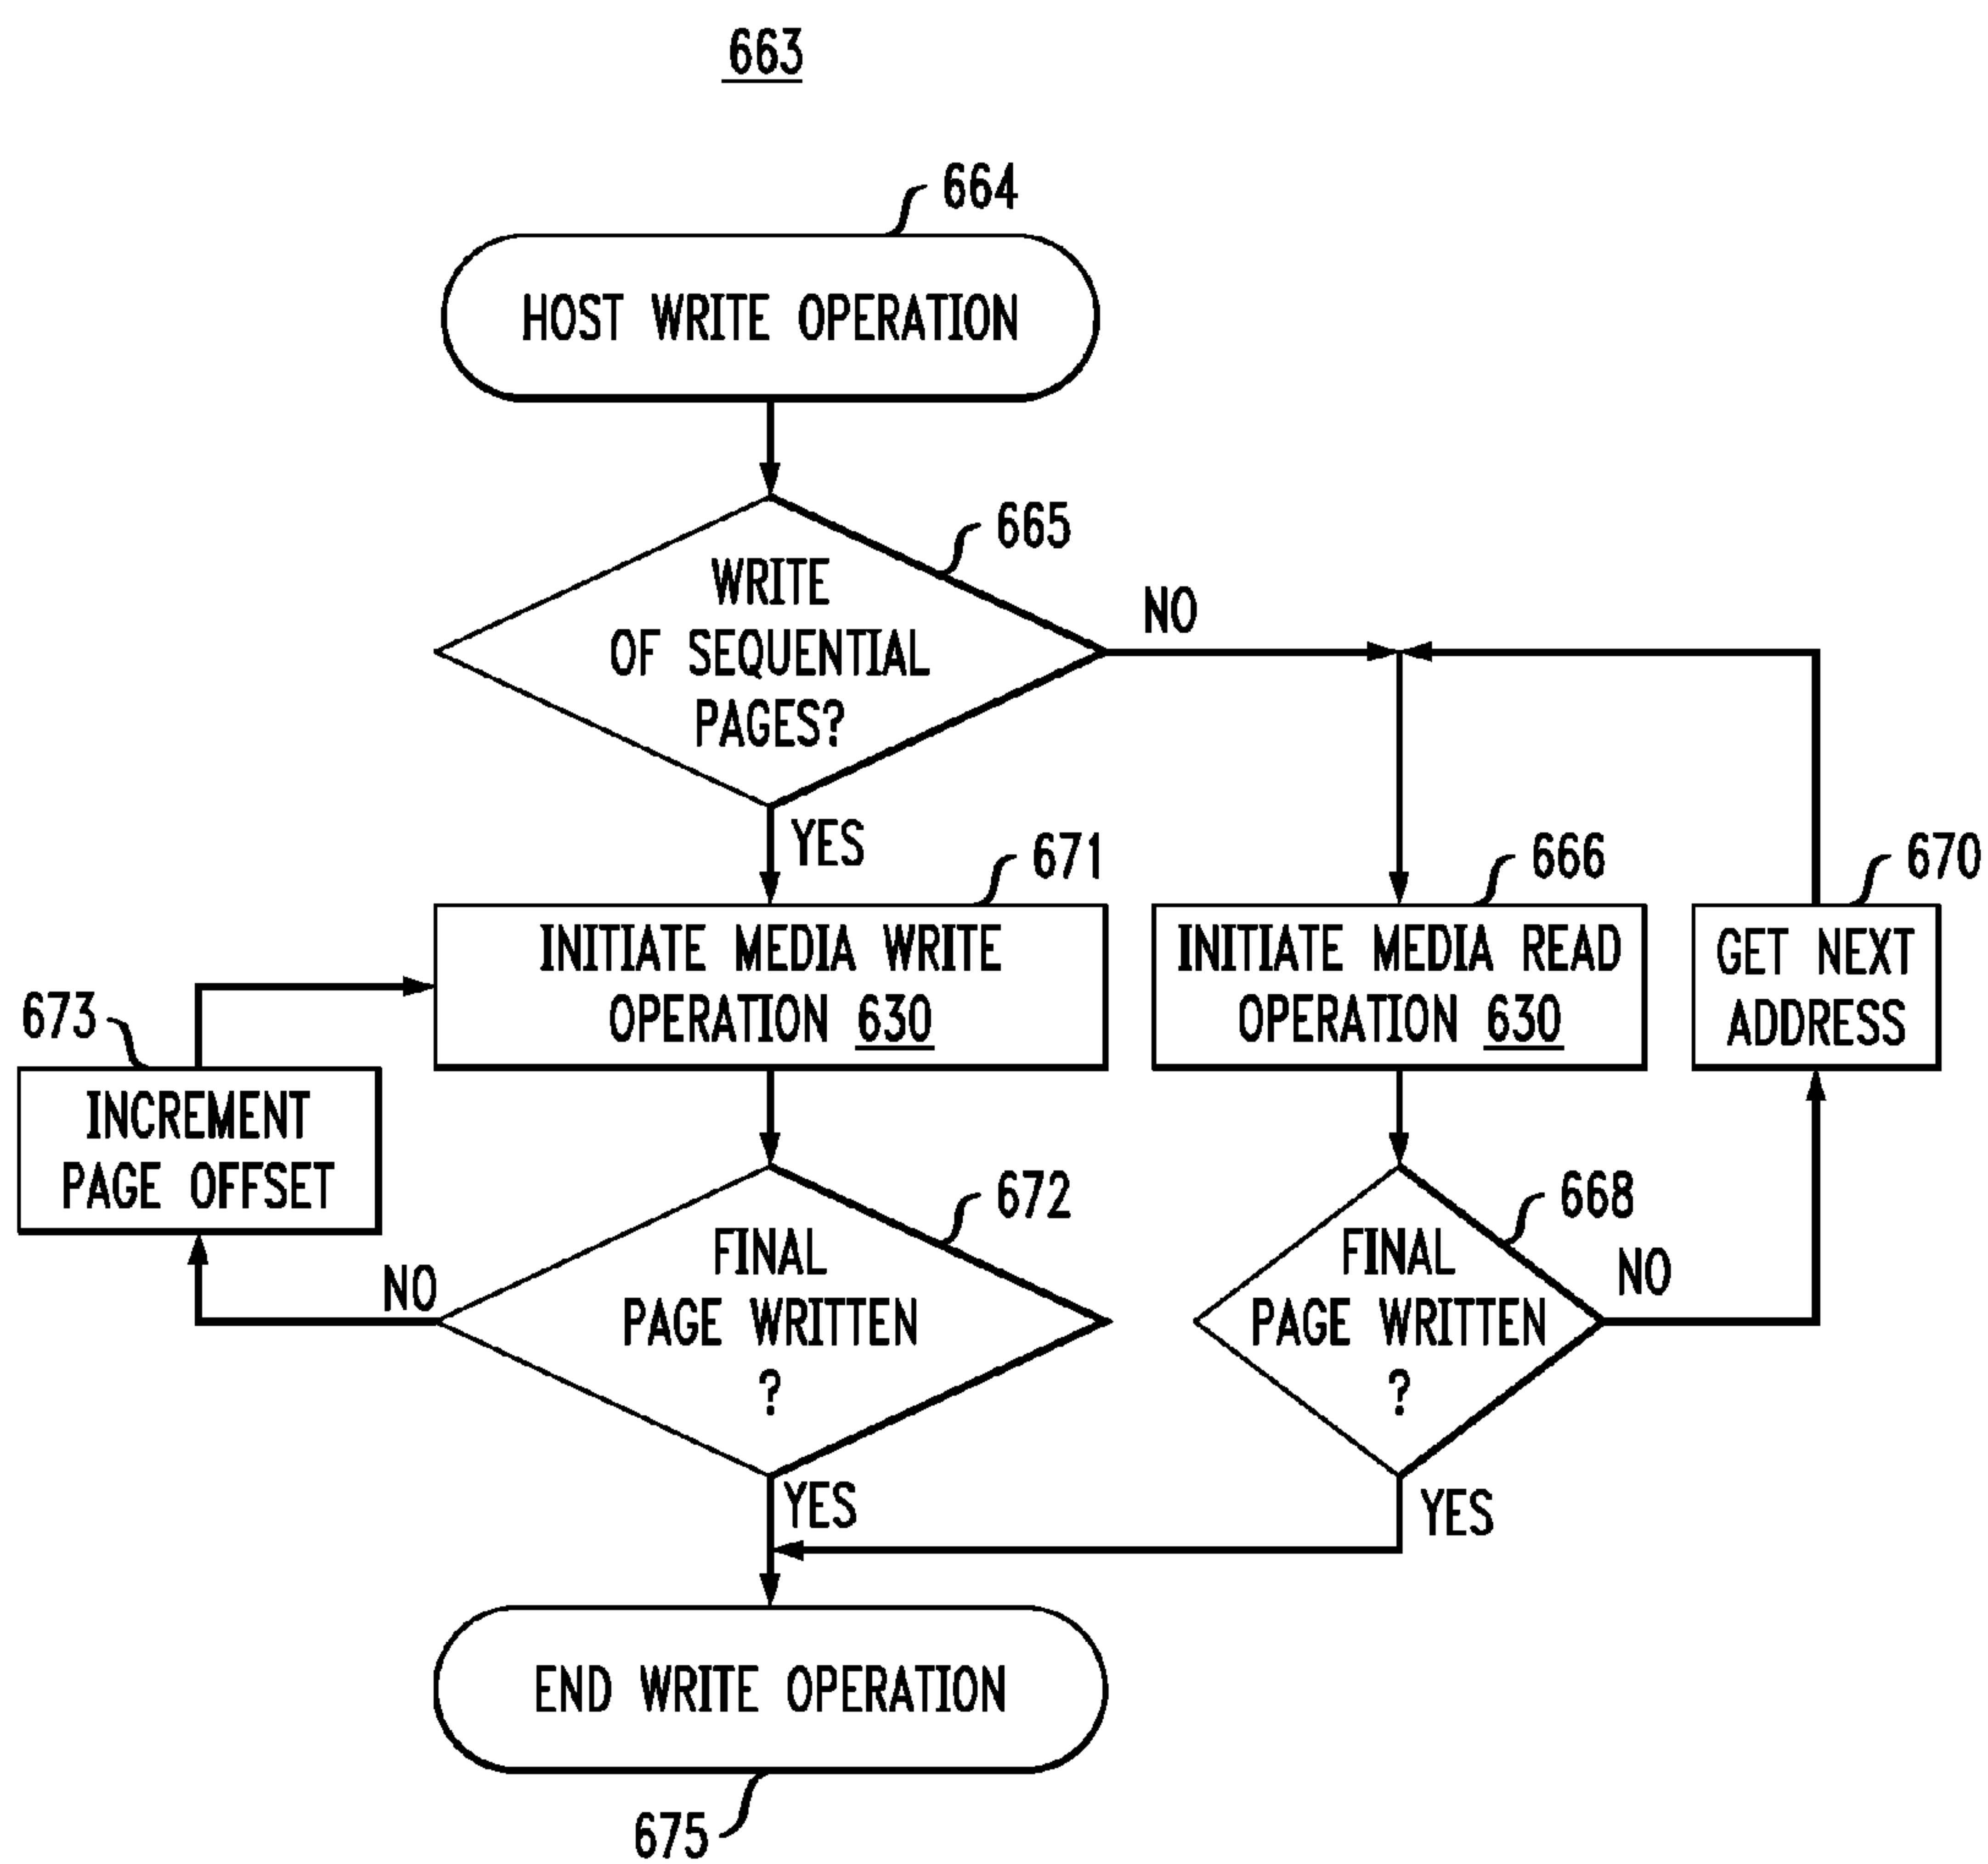 663
664
HOST WRITE OPERATION
665
WRITE
OF SEQUENTIAL
PAGES?
NO
YES
671
INITIATE MEDIA WRITE
OPERATION 630
666
INITIATE MEDIA READ
OPERATION 630
670
GET NEXT
ADDRESS
673
INCREMENT
PAGE OFFSET
672
FINAL
PAGE WRITTEN
?
NO
YES
668
FINAL
PAGE WRITTEN
?
NO
YES
END WRITE OPERATION
675